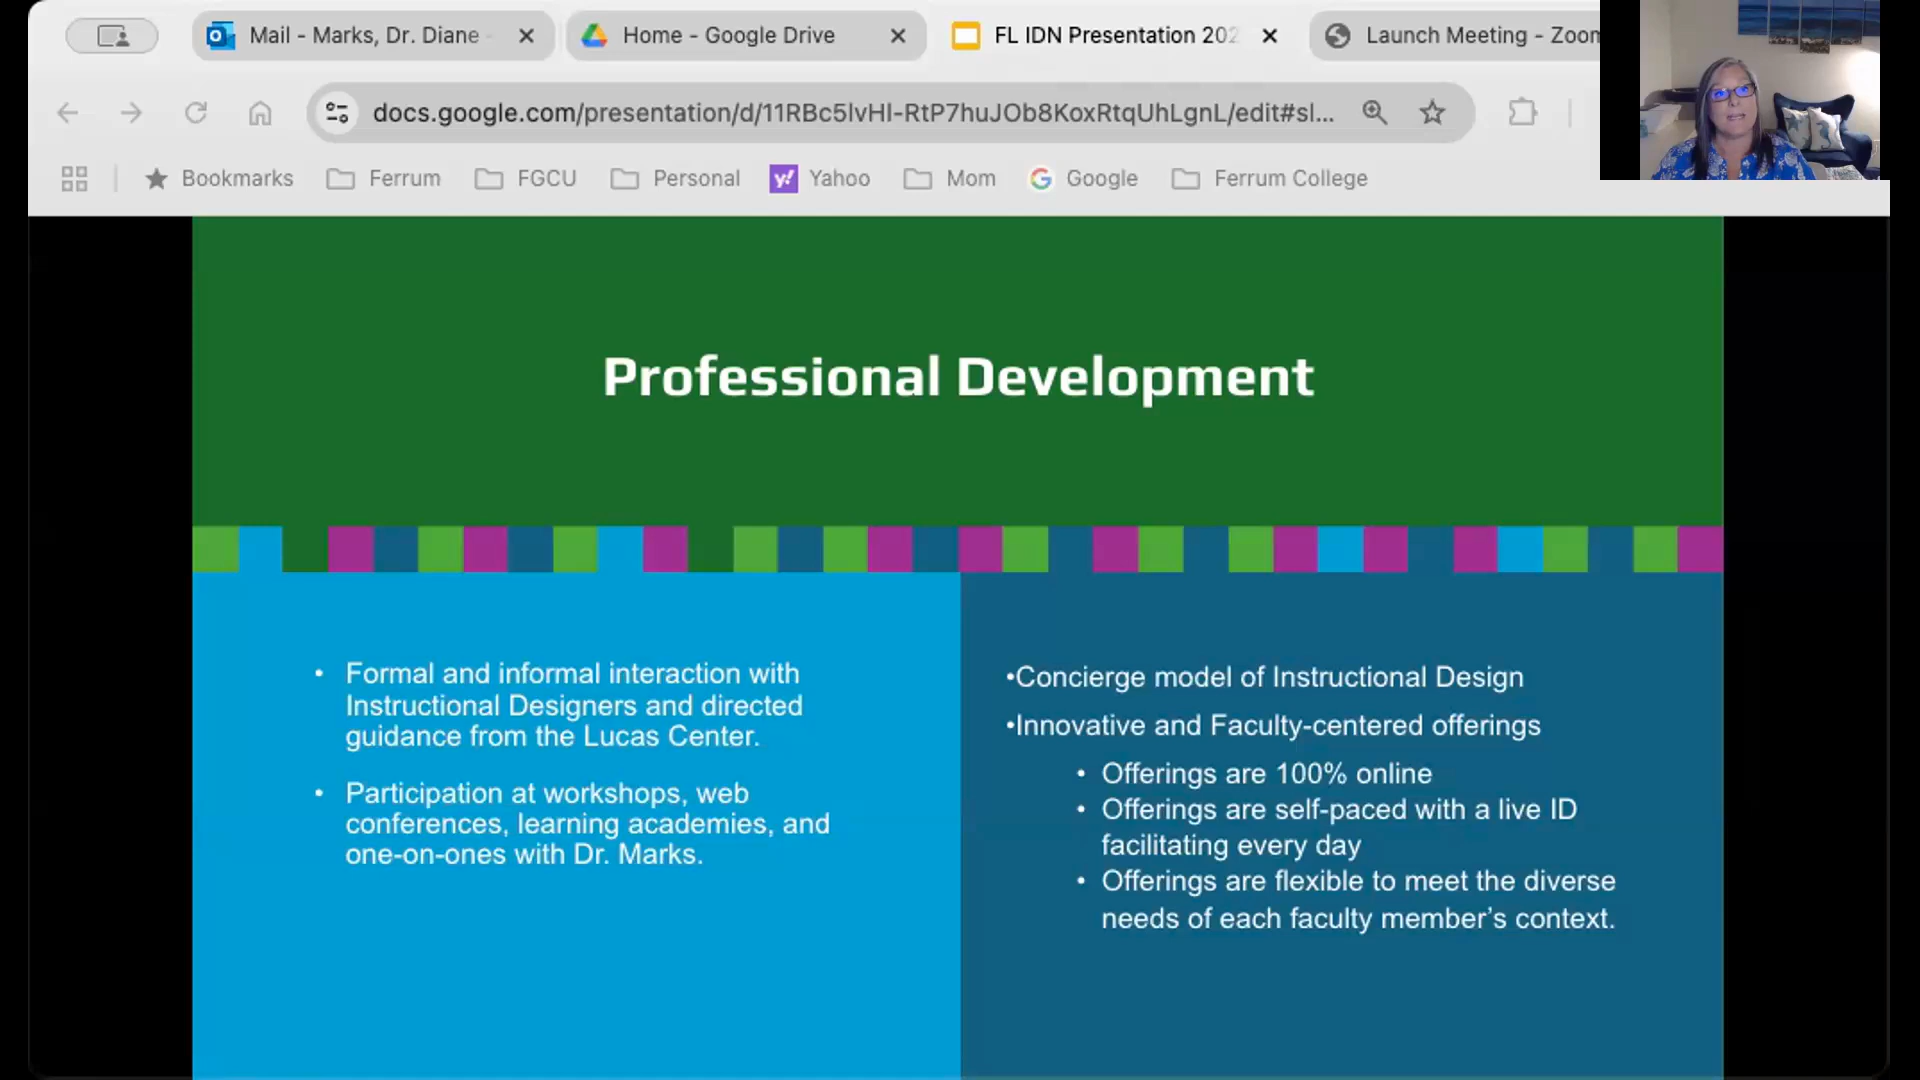 Mail - Marks, Dr. Diane -
Home - Google Drive
FL IDN Presentation 202
Launch Meeting - Zoom
docs.google.com/presentation/d/11RBc5lvHl-RtP7huJOb8KoxRtqUhLgnL/edit#sl...
Bookmarks
Ferrum
FGCU
Personal
Yahoo
Mom
Google
Ferrum College
Professional Development
• Formal and informal interaction with
Instructional Designers and directed
guidance from the Lucas Center.
• Participation at workshops, web
conferences, learning academies, and
one-on-ones with Dr. Marks.
•Concierge model of Instructional Design
•Innovative and Faculty-centered offerings
• Offerings are 100% online
• Offerings are self-paced with a live ID
facilitating every day
• Offerings are flexible to meet the diverse
needs of each faculty member’s context.